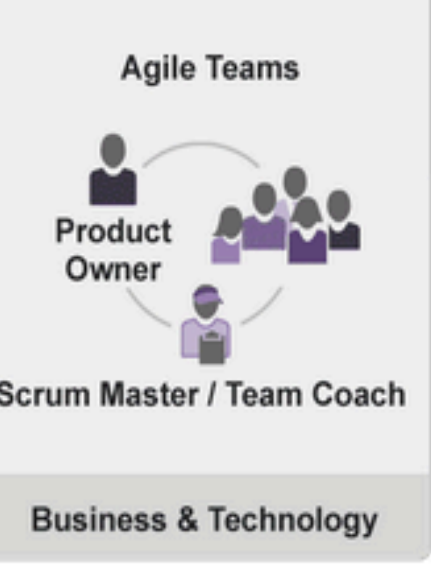 Agile Teams
Product
Owner
Scrum Master / Team Coach
Business & Technology